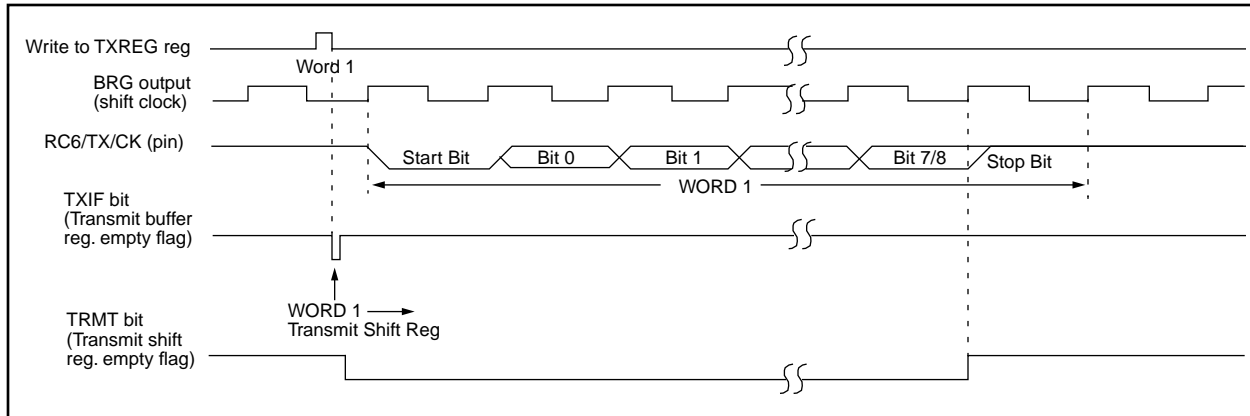 Write to TXREG reg
Word 1
BRG output
(shift clock)
RC6/TX/CK (pin)
Start Bit
Bit 0
Bit 1
Bit 7/8
Stop Bit
WORD 1
TXIF bit
(Transmit buffer
reg. empty flag)
WORD 1
Transmit Shift Reg
TRMT bit
(Transmit shift
reg. empty flag)